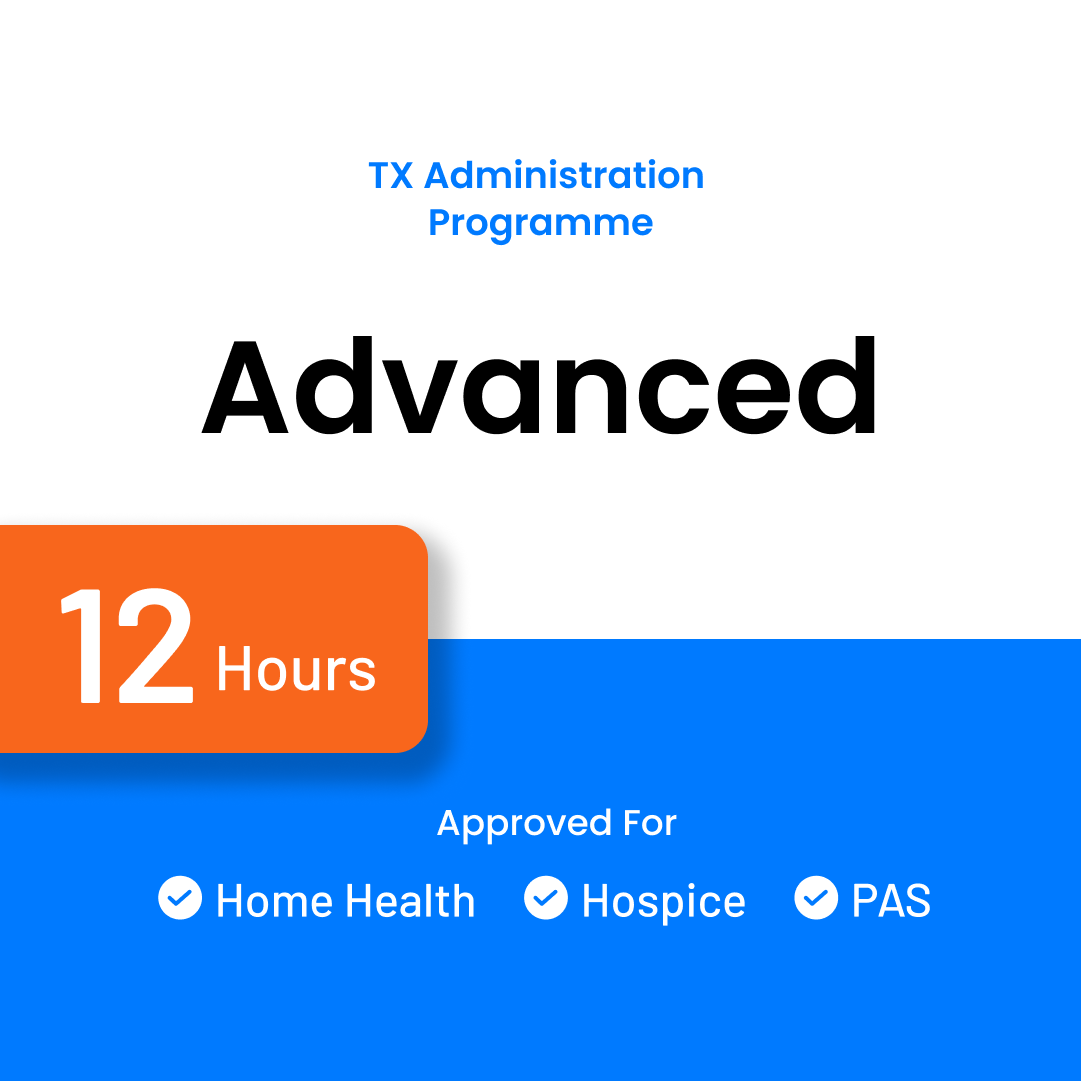 TX Administration
Programme
Advanced
12 Hours
Approved For
Home Health Hospice PAS